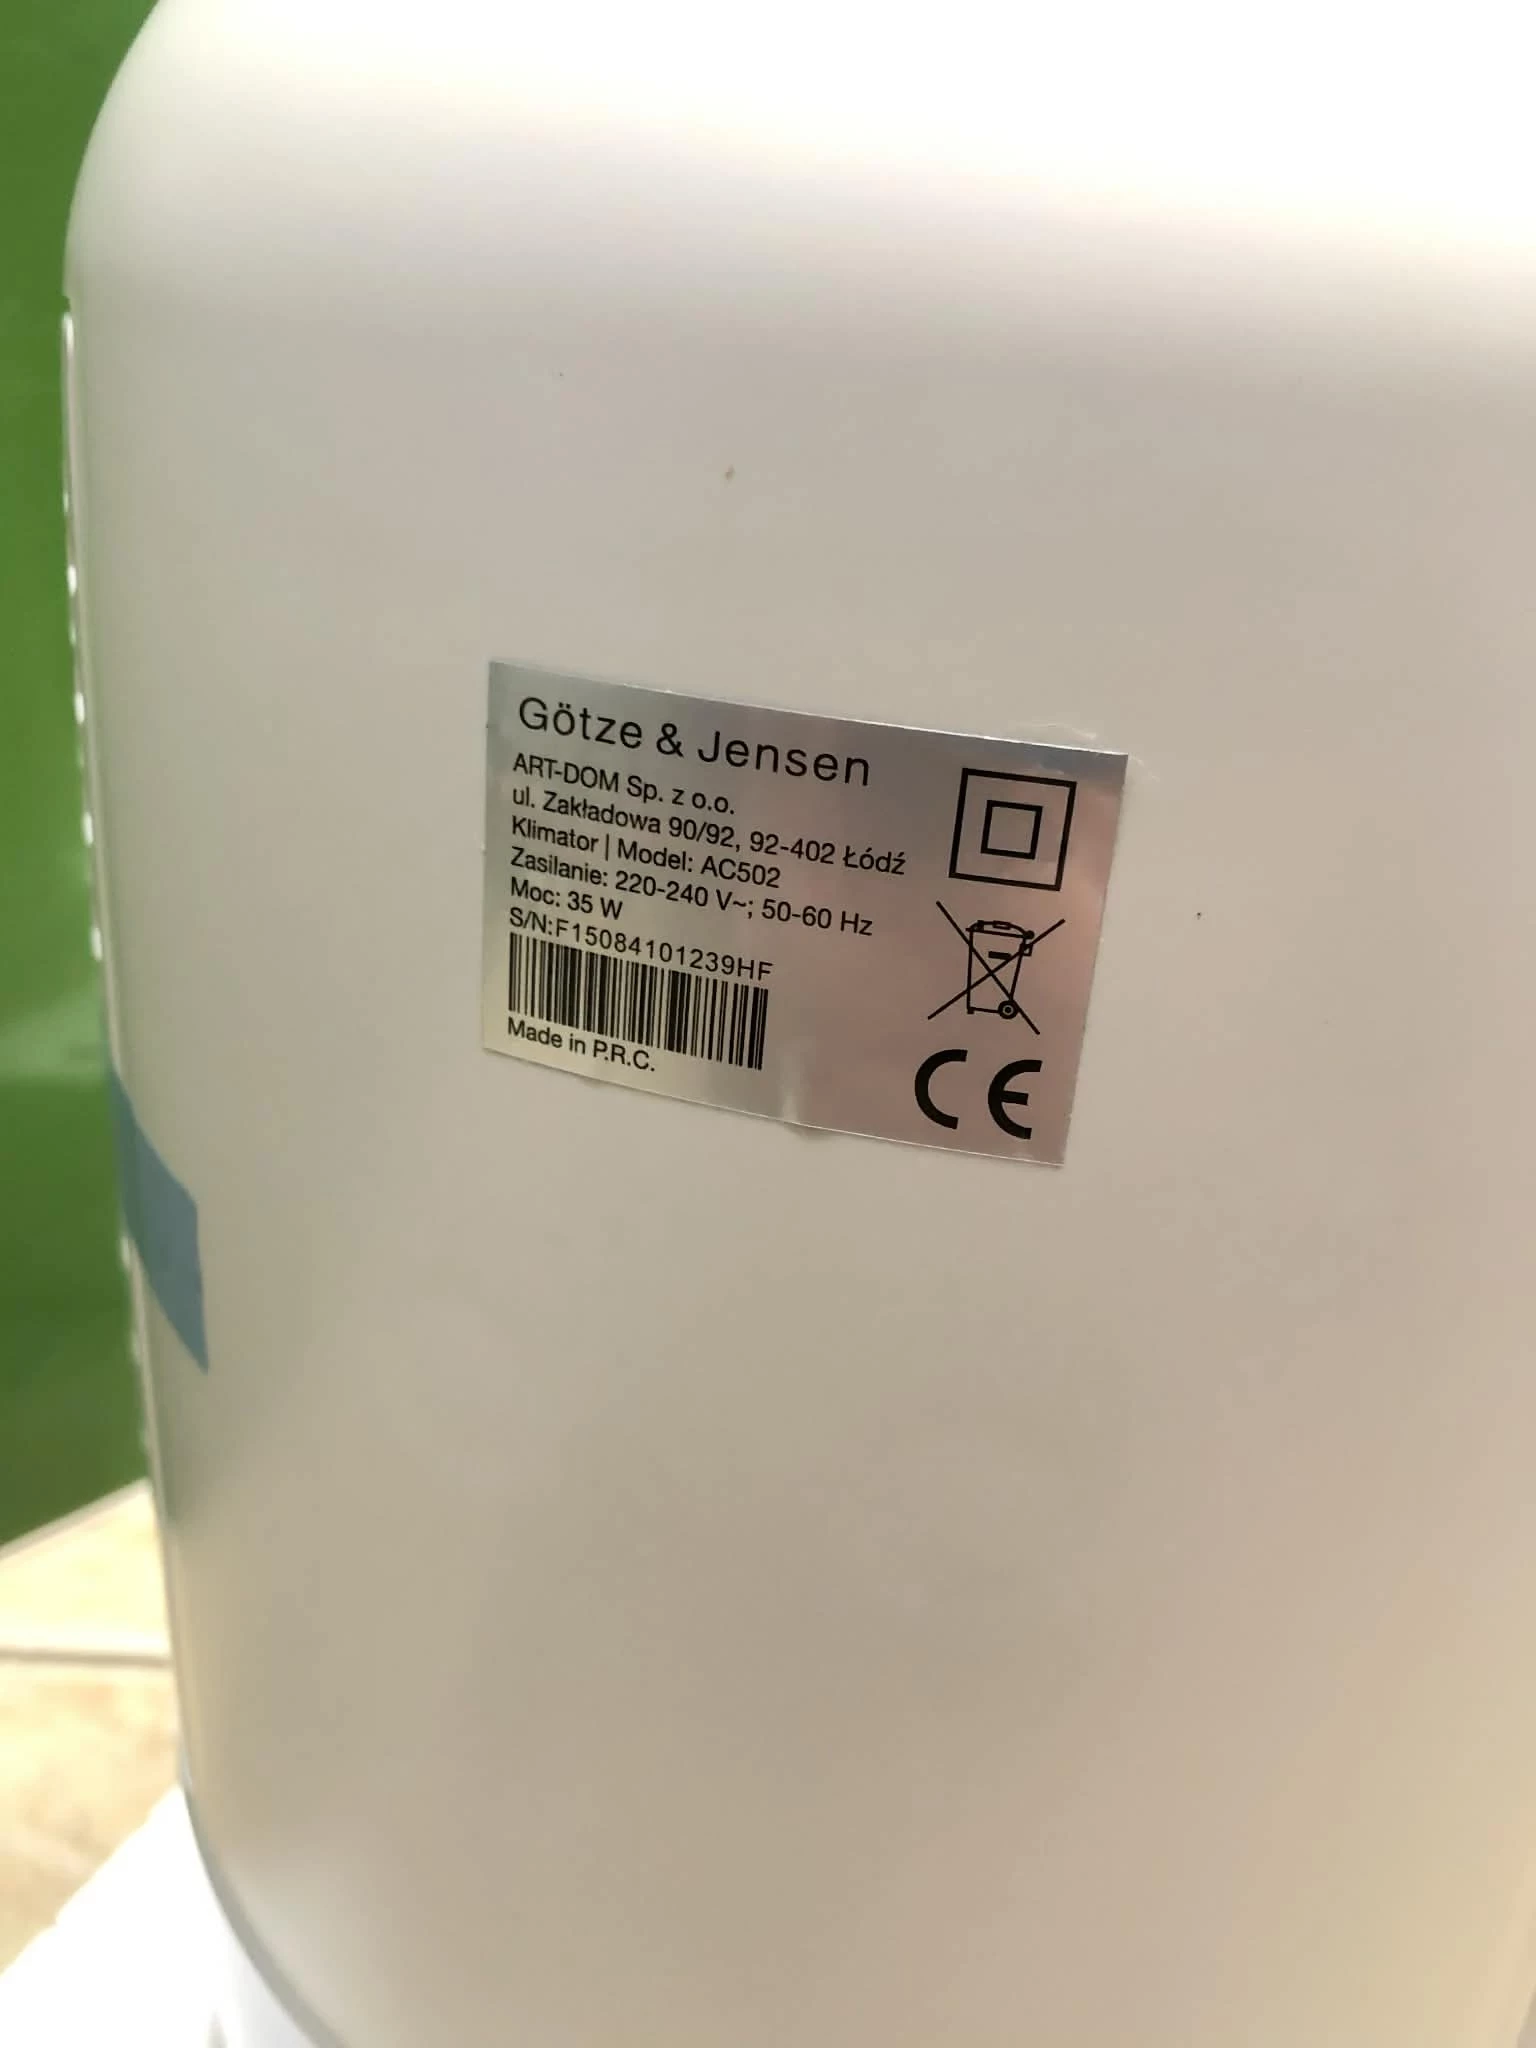 Götze & Jensen
ART-DOM Sp. z o.o.
ul. Zakładowa 90/92, 92-402 Łódź
Klimator | Model: AC502
Zasilanie: 220-240 V~; 50-60 Hz
Moc: 35 W
S/N:F15084101239HF
Made in P.R.C.
CE